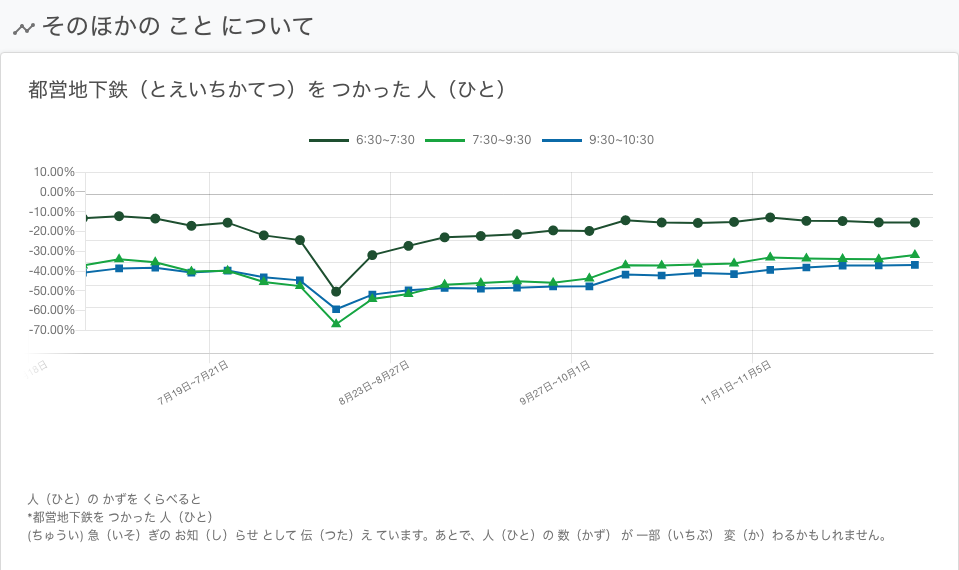 そのほかの こと について
都営地下鉄（とえいちかてつ）を つかった 人（ひと）
6:30~7:30 7:30~9:30 9:30~10:30
10.00%
0.00%
-10.00%
-20.00%
-30.00%
-40.00%
-50.00%
-60.00%
-70.00%
7月19日~7月21日 8月23日~8月27日 9月27日~10月1日 11月1日~11月5日
人（ひと）の かずを くらべると
*都営地下鉄を つかった 人（ひと）
(ちゅうい) 急（いそ）ぎの お知（し）らせ として 伝（つた）え ています。あとで、人（ひと）の 数（かず） が 一部（いちぶ） 変（か）わるかもしれません。